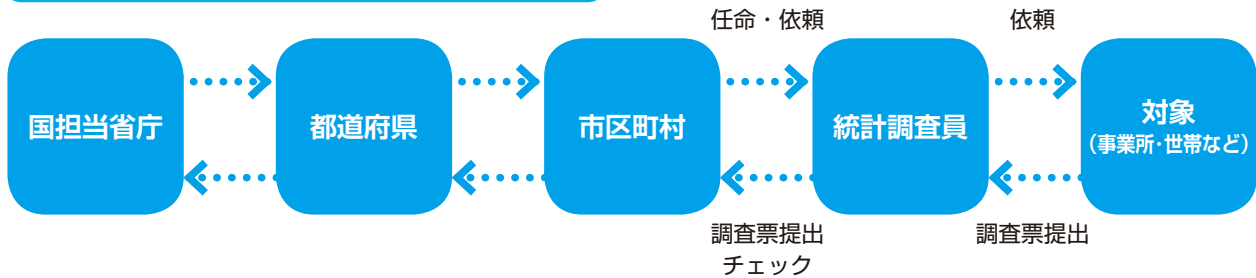 任命・依頼
依頼
国担当省庁
都道府県
市区町村
統計調査員
対象
(事業所・世帯など)
調査票提出
チェック
調査票提出